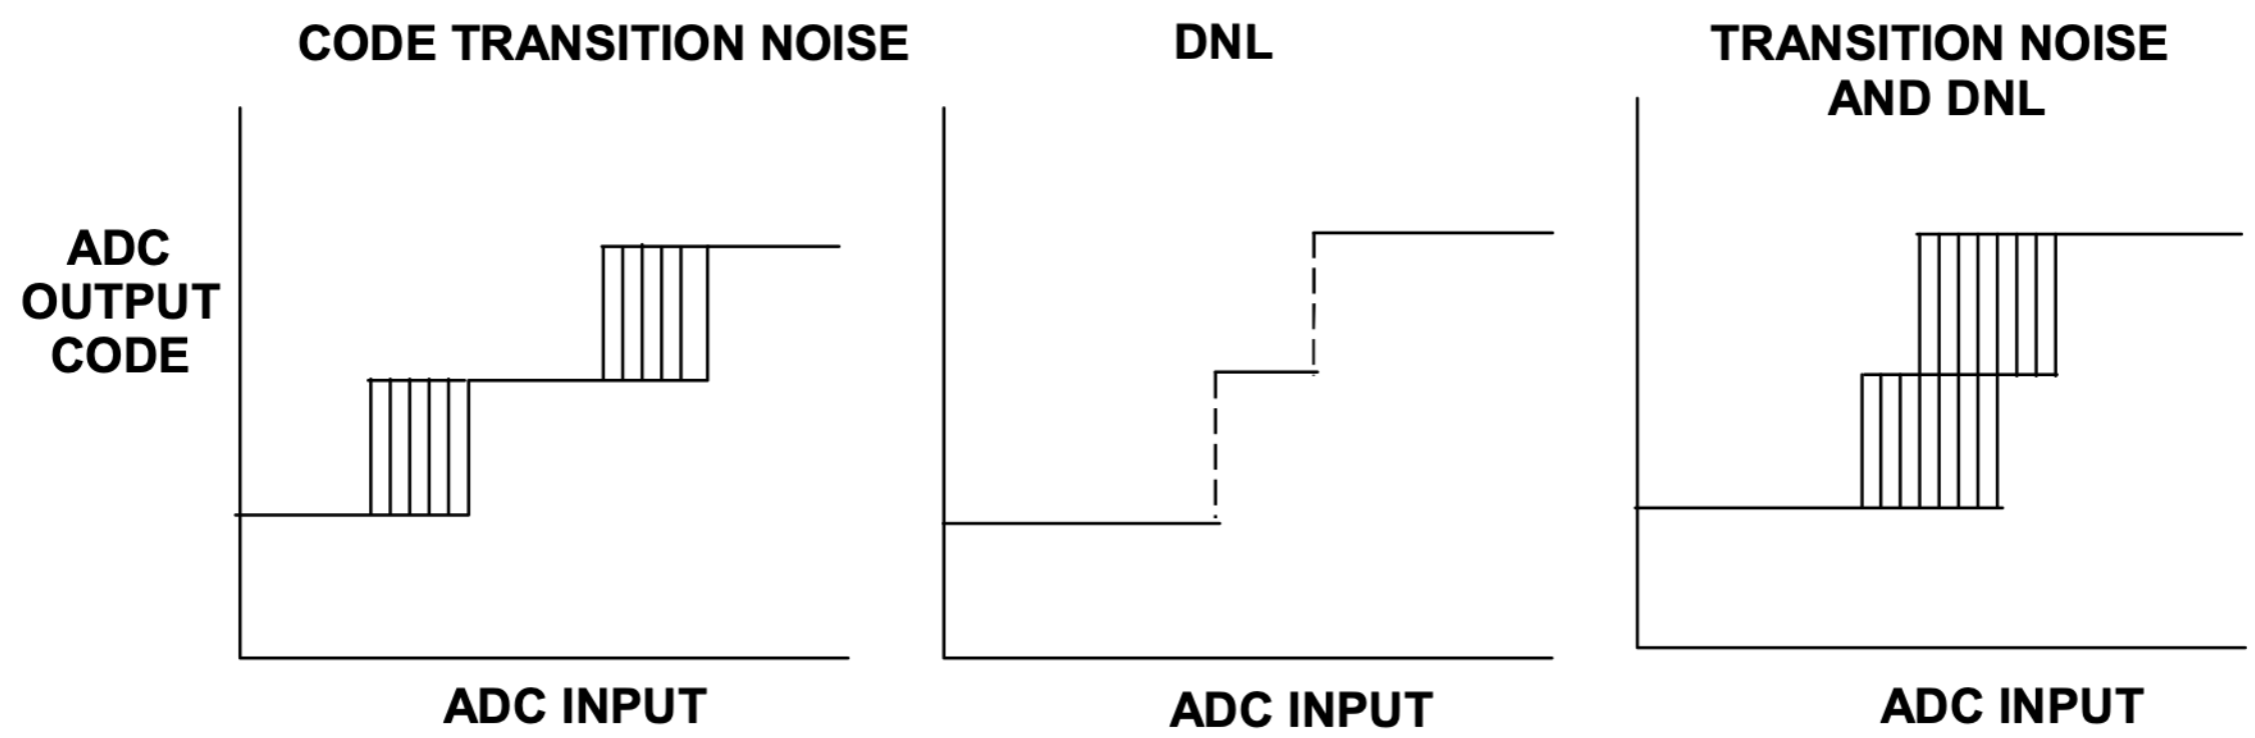 CODE TRANSITION NOISE
DNL
TRANSITION NOISE
AND DNL
ADC
OUTPUT
CODE
ADC INPUT
ADC INPUT
ADC INPUT